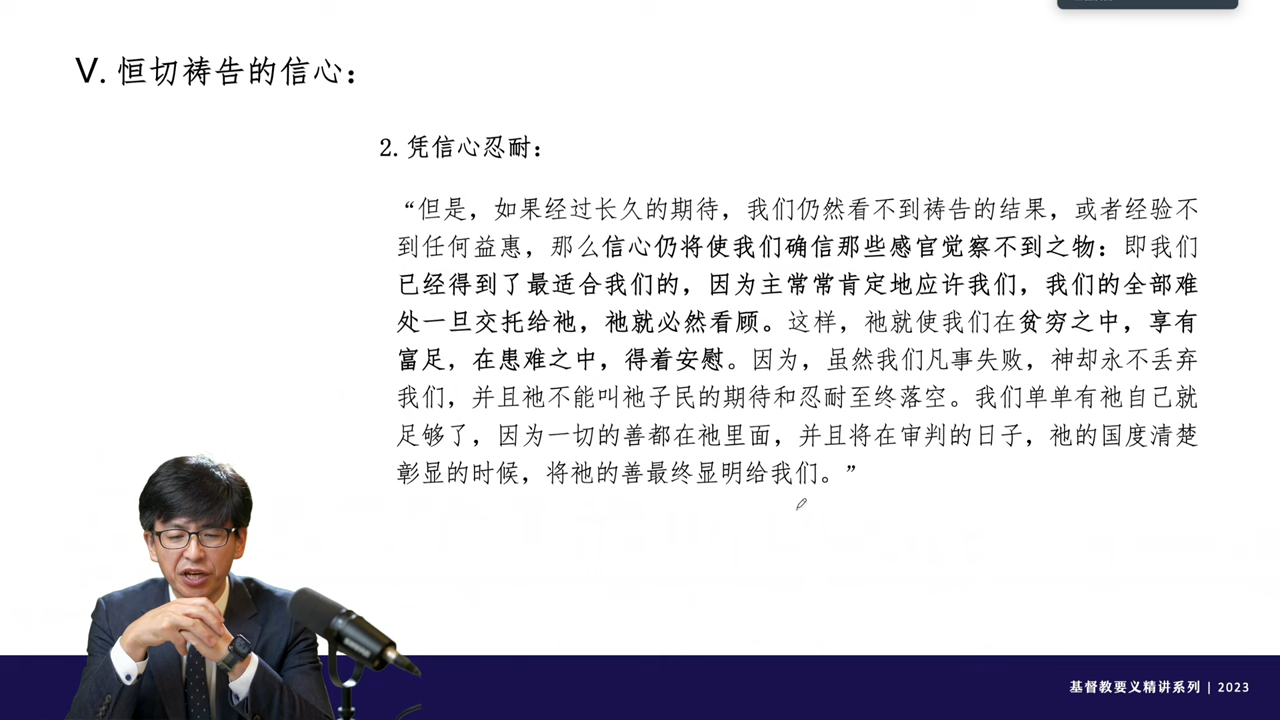 V. 恒切祷告的信心：
2. 凭信心忍耐：
“但是，如果经过长久的期待，我们仍然看不到祷告的结果，或者经验不
到任何益惠，那么信心仍将使我们确信那些感官觉察不到之物：即我们
已经得到了最适合我们的，因为主常常肯定地应许我们，我们的全部难
处一旦交托给祂，祂就必然看顾。这样，祂就使我们在贫穷之中，享有
富足，在患难之中，得着安慰。因为，虽然我们凡事失败，神却永不丢弃
我们，并且祂不能叫祂子民的期待和忍耐至终落空。我们单单有祂自己就
足够了，因为一切的善都在祂里面，并且将在审判的日子，祂的国度清楚
彰显的时候，将祂的善最终显明给我们。”
基督教要义精讲系列 | 2023